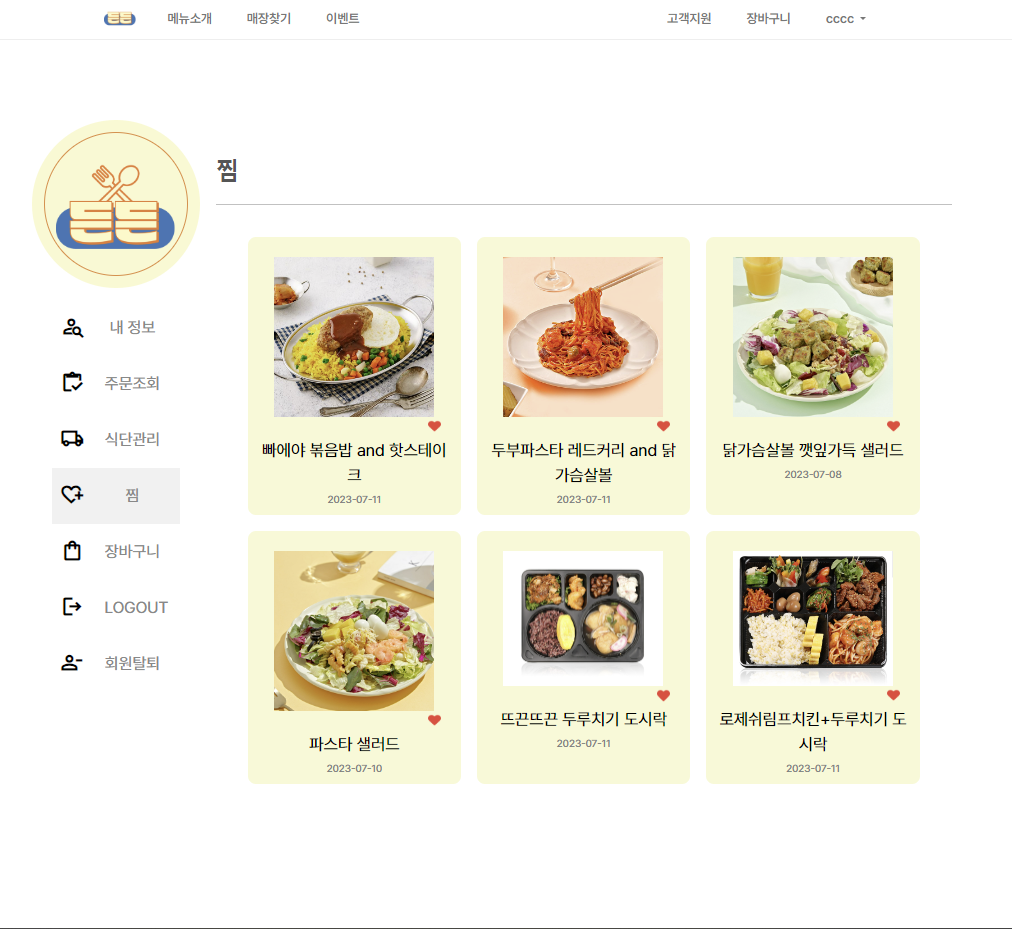 메뉴소개 매장찾기 이벤트 고객지원 장바구니 cccc
든든
찜
내 정보
주문조회
식단관리
찜
장바구니
LOGOUT
회원탈퇴
빠에야 볶음밥 and 핫스테이
크
2023-07-11
두부파스타 레드커리 and 닭
가슴살볼
2023-07-11
닭가슴살볼 깻잎가득 샐러드
2023-07-08
파스타 샐러드
2023-07-10
뜨끈뜨끈 두루치기 도시락
2023-07-11
로제쉬림프치킨+두루치기 도
시락
2023-07-11